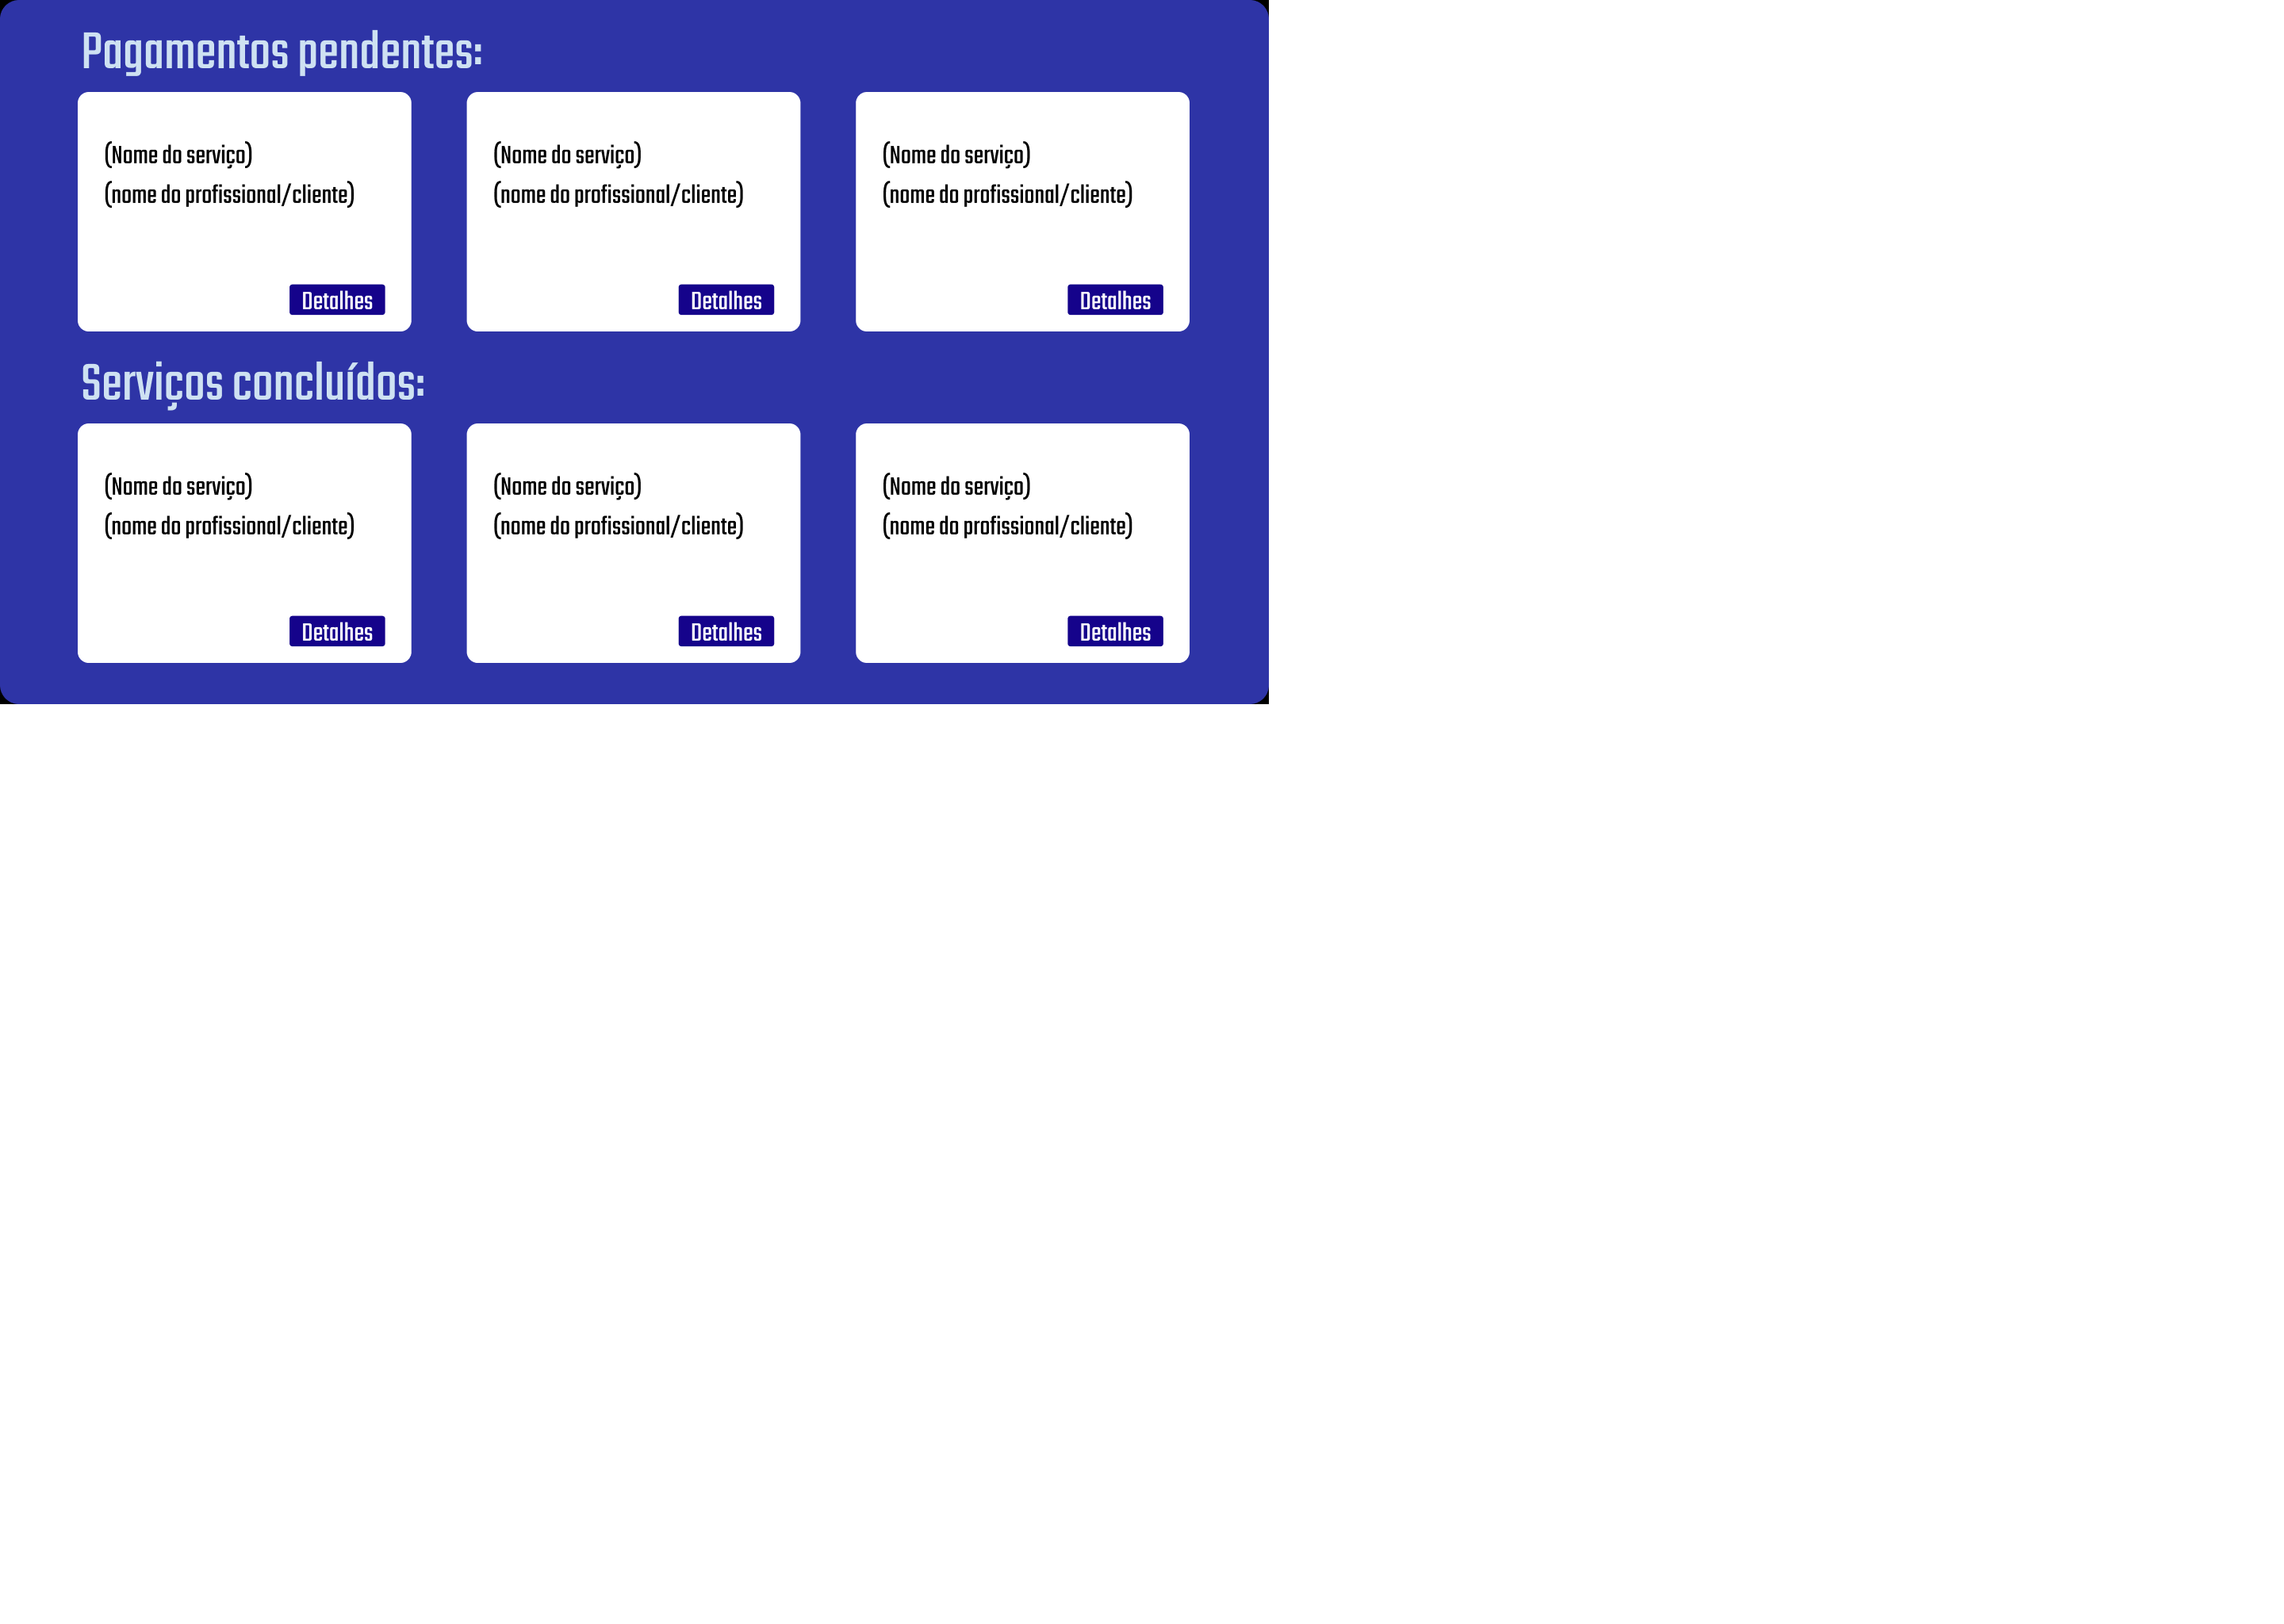 Pagamentos pendentes:
(Nome do serviço) (Nome do serviço) (Nome do serviço)
(nome do profissional/cliente) (nome do profissional/cliente) (nome do profissional/cliente)
Detalhes Detalhes Detalhes
Serviços concluídos:
(Nome do serviço) (Nome do serviço) (Nome do serviço)
(nome do profissional/cliente) (nome do profissional/cliente) (nome do profissional/cliente)
Detalhes Detalhes Detalhes